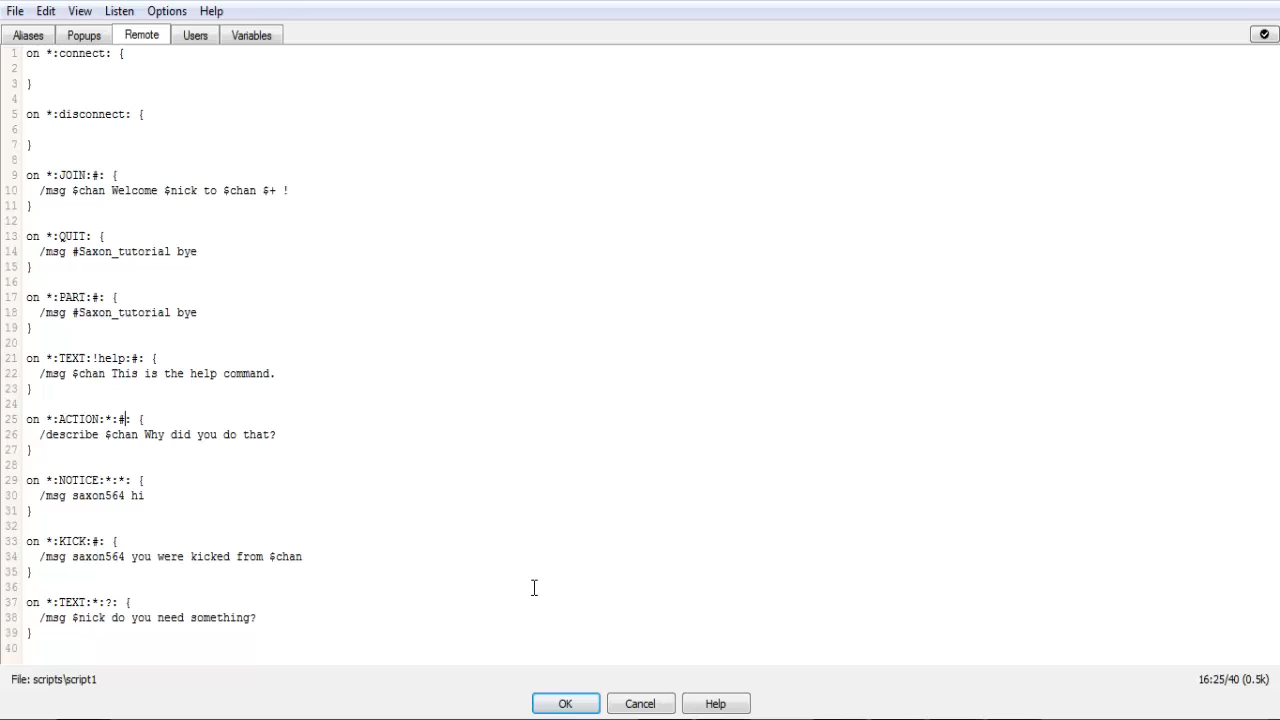 File Edit View Listen Options Help
Aliases Popups Remote Users Variables
1 on *:connect: {
2
3 }
4
5 on *:disconnect: {
6
7 }
8
9 on *:JOIN:#: {
10 /msg $chan Welcome $nick to $chan $+ !
11 }
12
13 on *:QUIT: {
14 /msg #Saxon_tutorial bye
15 }
16
17 on *:PART:#: {
18 /msg #Saxon_tutorial bye
19 }
20
21 on *:TEXT:!help:#: {
22 /msg $chan This is the help command.
23 }
24
25 on *:ACTION:*:#: {
26 /describe $chan Why did you do that?
27 }
28
29 on *:NOTICE:*:*: {
30 /msg saxon564 hi
31 }
32
33 on *:KICK:#: {
34 /msg saxon564 you were kicked from $chan
35 }
36
37 on *:TEXT:*:?: {
38 /msg $nick do you need something?
39 }
40
File: scripts\script1 16:25/40 (0.5k)
OK Cancel Help